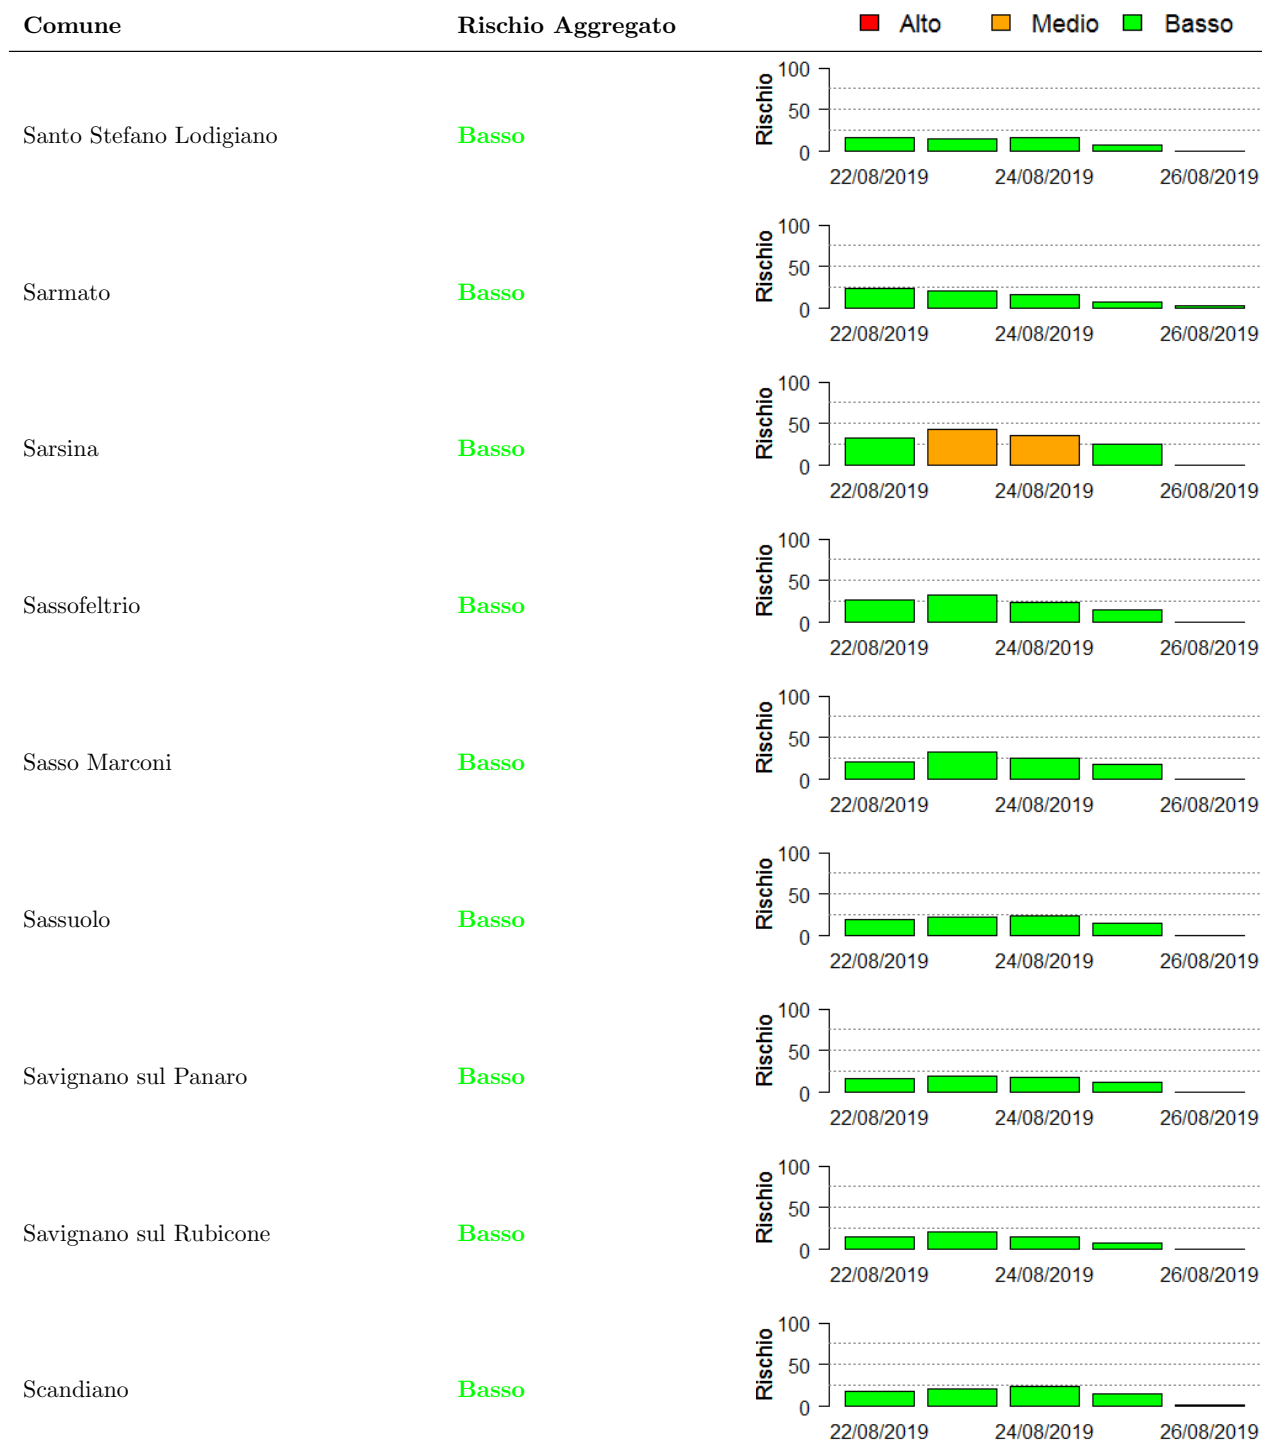 Comune Rischio Aggregato Alto Medio Basso
Santo Stefano Lodigiano Basso Rischio 100 50 0
22/08/2019 24/08/2019 26/08/2019
Sarmato Basso Rischio 100 50 0
22/08/2019 24/08/2019 26/08/2019
Sarsina Basso Rischio 100 50 0
22/08/2019 24/08/2019 26/08/2019
Sassofeltrio Basso Rischio 100 50 0
22/08/2019 24/08/2019 26/08/2019
Sasso Marconi Basso Rischio 100 50 0
22/08/2019 24/08/2019 26/08/2019
Sassuolo Basso Rischio 100 50 0
22/08/2019 24/08/2019 26/08/2019
Savignano sul Panaro Basso Rischio 100 50 0
22/08/2019 24/08/2019 26/08/2019
Savignano sul Rubicone Basso Rischio 100 50 0
22/08/2019 24/08/2019 26/08/2019
Scandiano Basso Rischio 100 50 0
22/08/2019 24/08/2019 26/08/2019